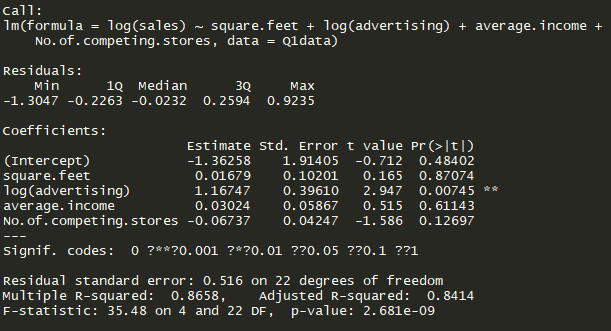 Call:
lm(formula = log(sales) ~ square.feet + log(advertising) + average.income +
    No.of.competing.stores, data = Q1data)

Residuals:
    Min      1Q  Median      3Q     Max
-1.3047 -0.2263 -0.0232  0.2594  0.9235

Coefficients:
                       Estimate Std. Error t value Pr(>|t|)
(Intercept)            -1.36258    1.91405  -0.712  0.48402
square.feet             0.01679    0.10201   0.165  0.87074
log(advertising)        1.16747    0.39610   2.947  0.00745 **
average.income          0.03024    0.05867   0.515  0.61143
No.of.competing.stores -0.06737    0.04247  -1.586  0.12697
---
Signif. codes:  0 ?**?0.001 ?*?0.01 ??0.05 ??0.1 ??1

Residual standard error: 0.516 on 22 degrees of freedom
Multiple R-squared:  0.8658,    Adjusted R-squared:  0.8414
F-statistic: 35.48 on 4 and 22 DF,  p-value: 2.681e-09